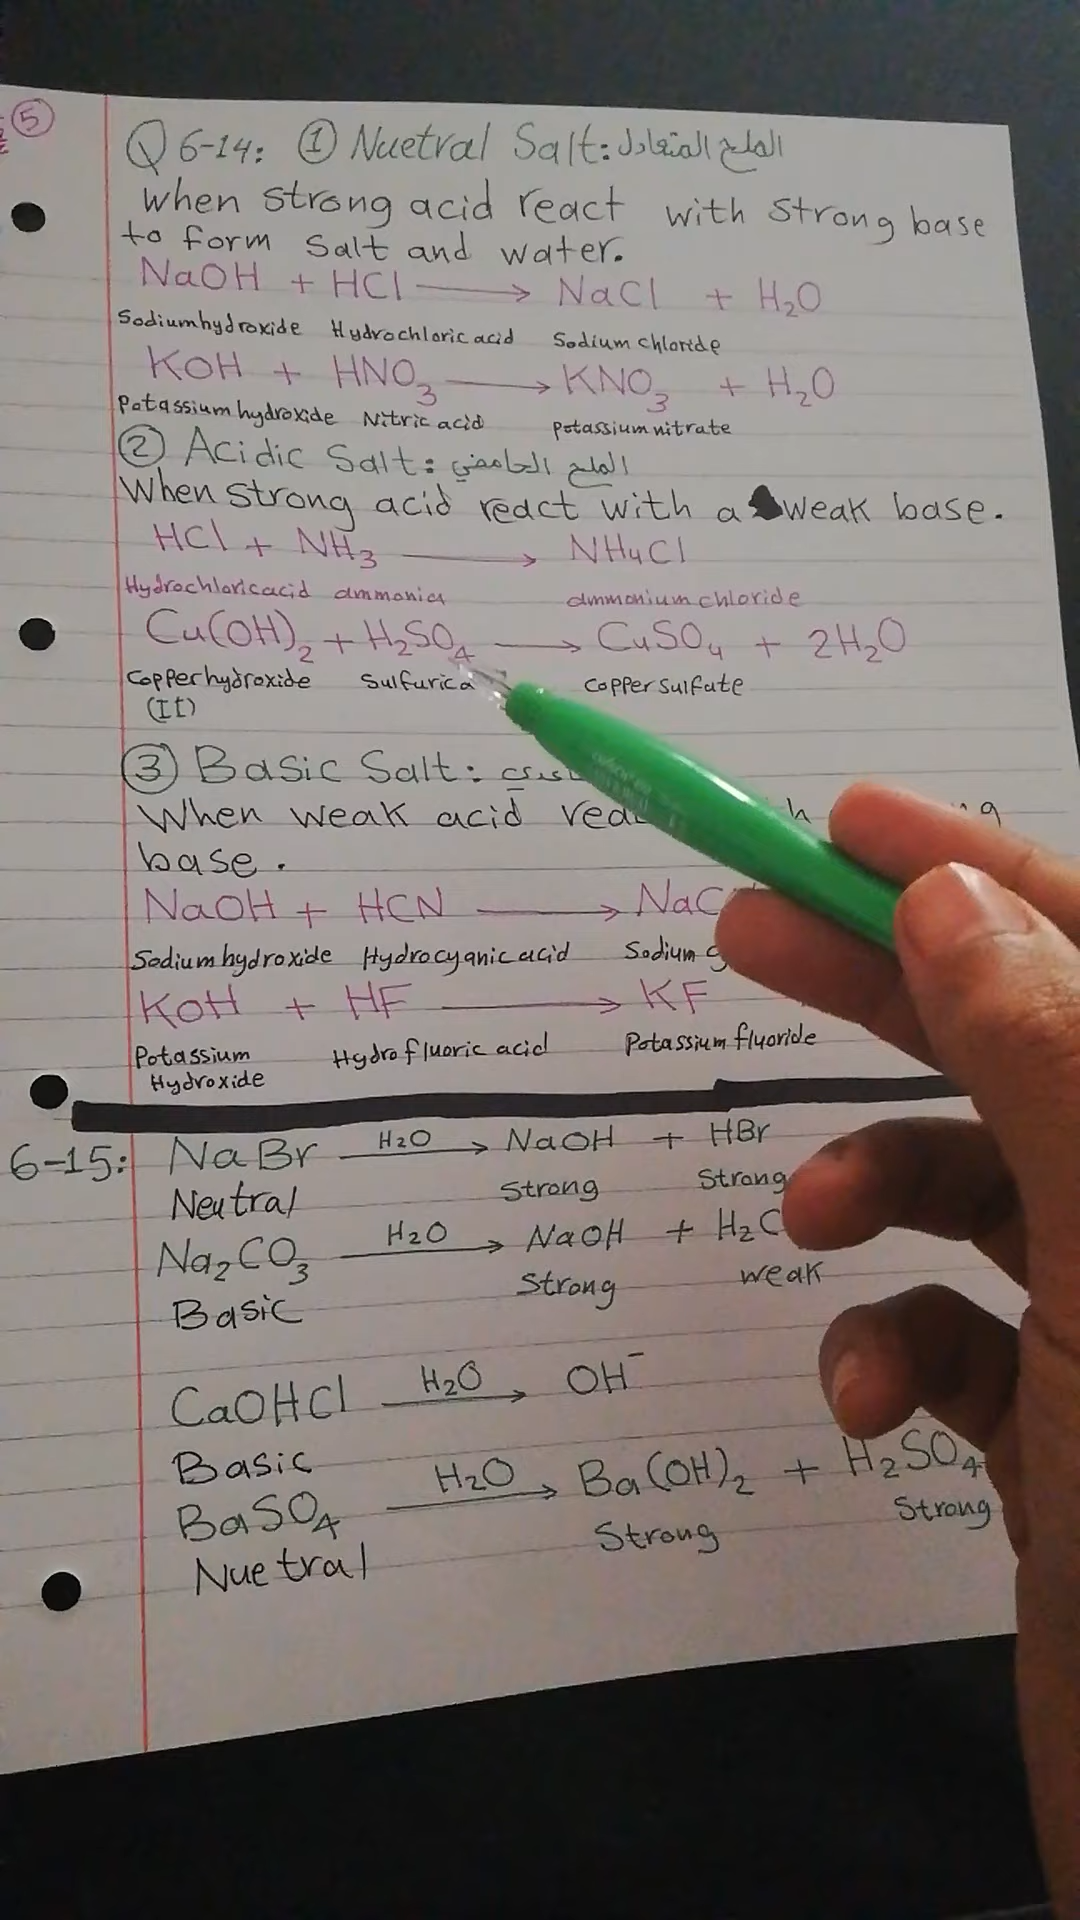 5
Q 6-14: ① Nuetral Salt: الملح المتعادل
when strong acid react with strong base
to form salt and water.
NaOH + HCl → NaCl + H₂O
Sodiumhydroxide Hydrochloric acid Sodium chloride
KOH + HNO₃ → KNO₃ + H₂O
Potassium hydroxide Nitric acid potassium nitrate
② Acidic Salt: الملح الحامضي
When strong acid react with a weak base.
HCl + NH₃ → NH₄Cl
Hydrochloricacid ammonia ammonium chloride
Cu(OH)₂ + H₂SO₄ → CuSO₄ + 2H₂O
Copperhydroxide Sulfurica copper sulfate
(II)
③ Basic Salt:
When weak acid
base.
NaOH + HCN →
Sodium hydroxide Hydrocyanic acid Sodium
KOH + HF → KF
Potassium Hydrofluoric acid Potassium fluoride
Hydroxide
6-15: NaBr H₂O → NaOH + HBr
Neutral Strong Strong
Na₂CO₃ H₂O → NaOH +
Basic Strong weak
CaOHCl H₂O → OH⁻
Basic
BaSO₄ H₂O → Ba(OH)₂ + H₂SO₄
Nuetral Strong Strong